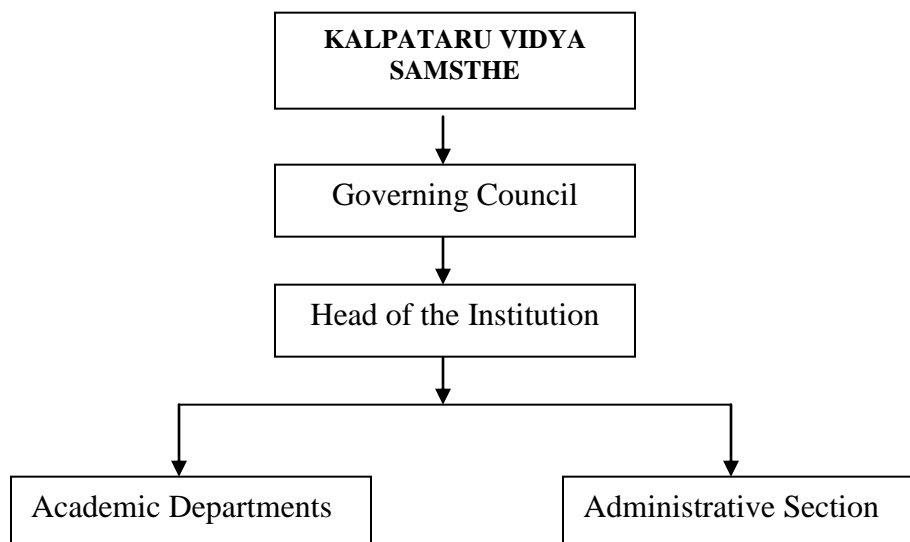 KALPATARU VIDYA
SAMSTHE
Governing Council
Head of the Institution
Academic Departments
Administrative Section